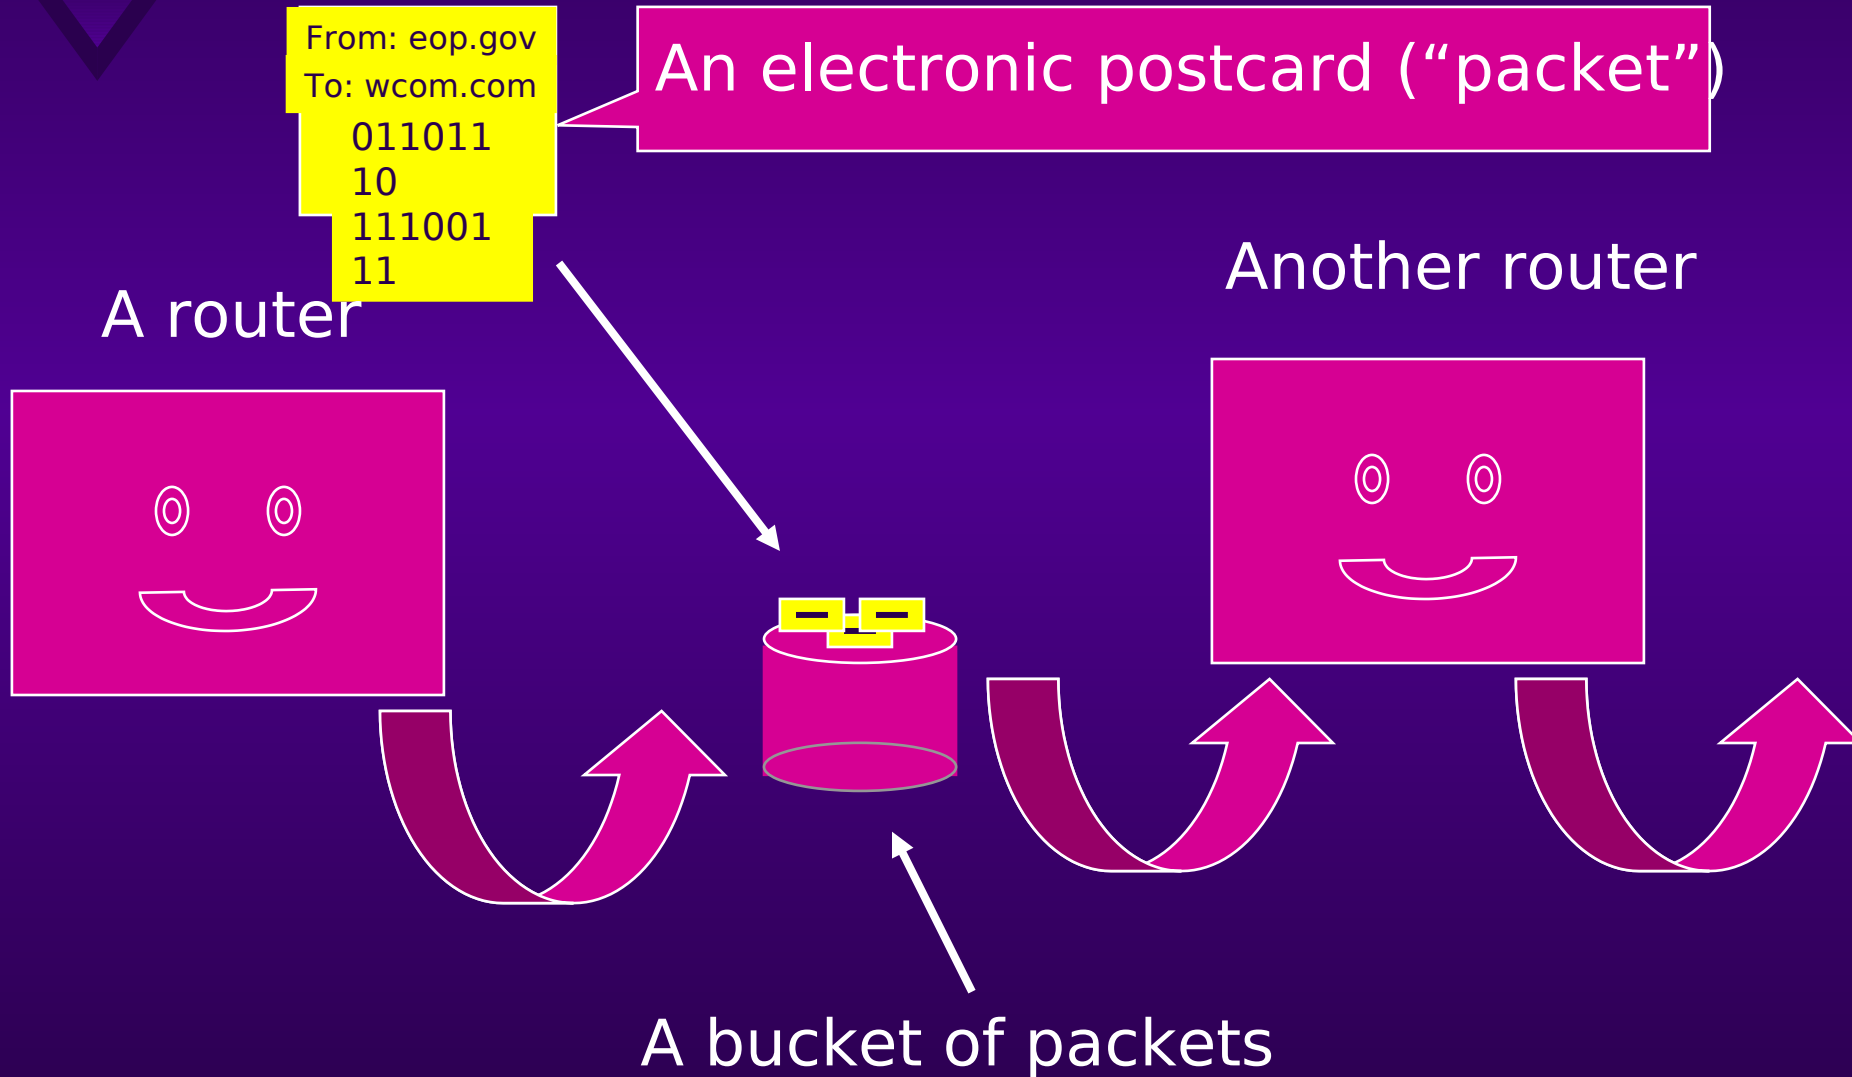 From: eop.gov
To: wcom.com
011011
10
111001
11
An electronic postcard (“packet”)
A router
Another router
A bucket of packets